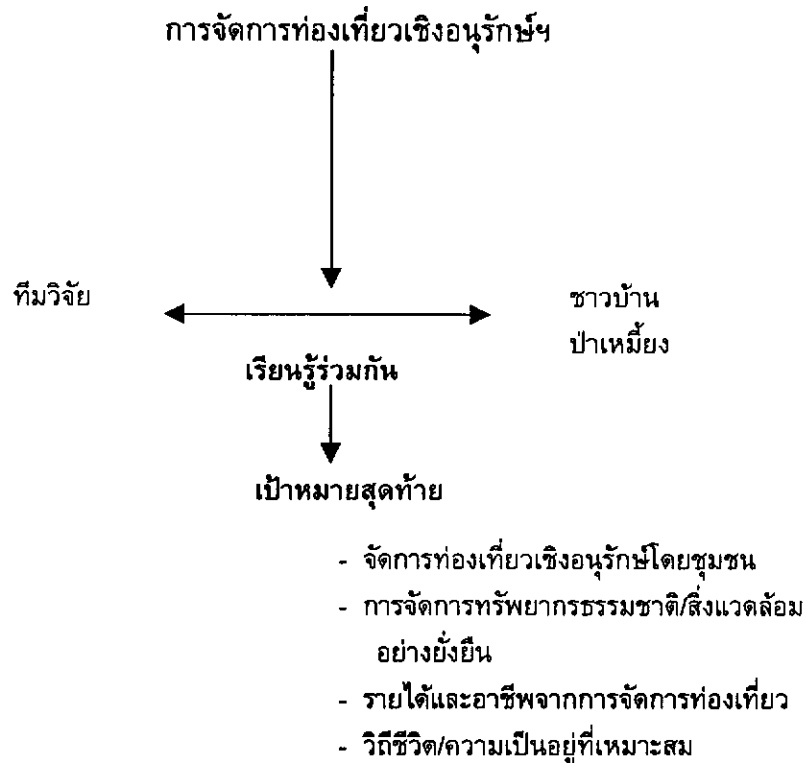 การจัดการท่องเที่ยวเชิงอนุรักษ์ฯ
ทีมวิจัย
ชาวบ้าน
ป่าเหมี้ยง
เรียนรู้ร่วมกัน
เป้าหมายสุดท้าย
- จัดการท่องเที่ยวเชิงอนุรักษ์โดยชุมชน
- การจัดการทรัพยากรธรรมชาติ/สิ่งแวดล้อม
อย่างยั่งยืน
- รายได้และอาชีพจากการจัดการท่องเที่ยว
- วิถีชีวิต/ความเป็นอยู่ที่เหมาะสม